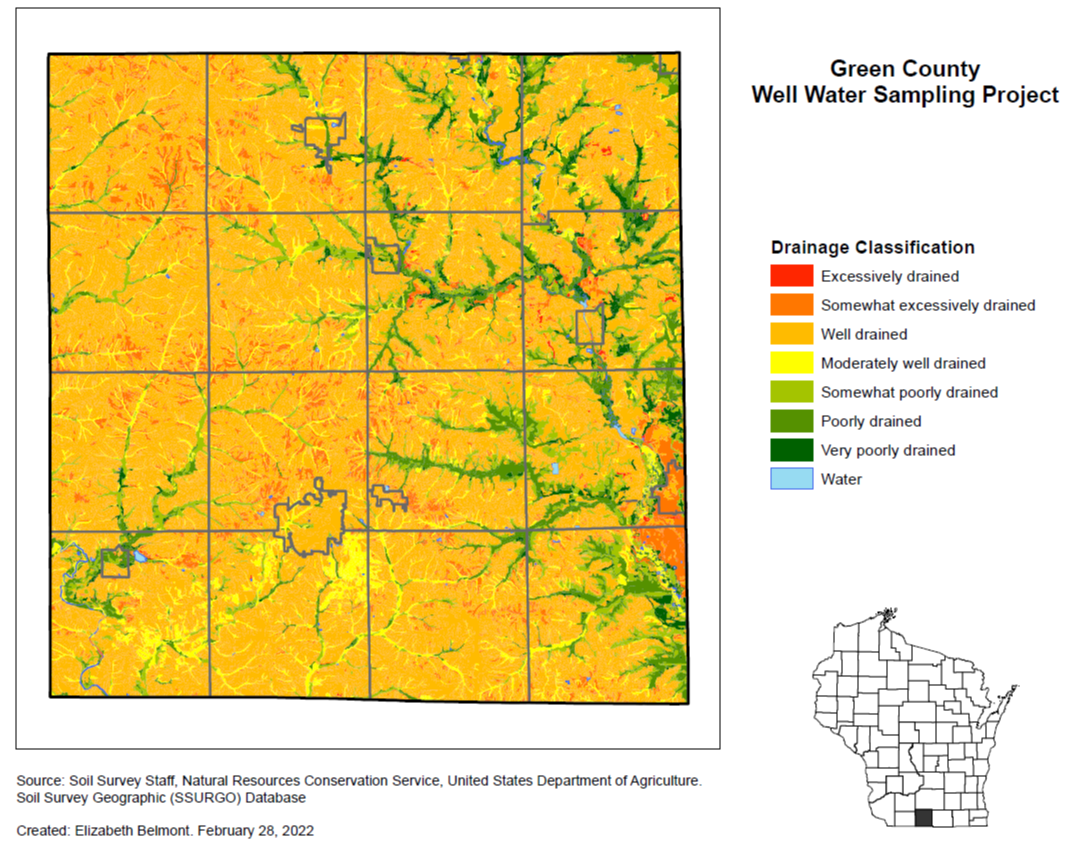 Green County
Well Water Sampling Project
Drainage Classification
Excessively drained
Somewhat excessively drained
Well drained
Moderately well drained
Somewhat poorly drained
Poorly drained
Very poorly drained
Water
Source: Soil Survey Staff, Natural Resources Conservation Service, United States Department of Agriculture.
Soil Survey Geographic (SSURGO) Database
Created: Elizabeth Belmont. February 28, 2022